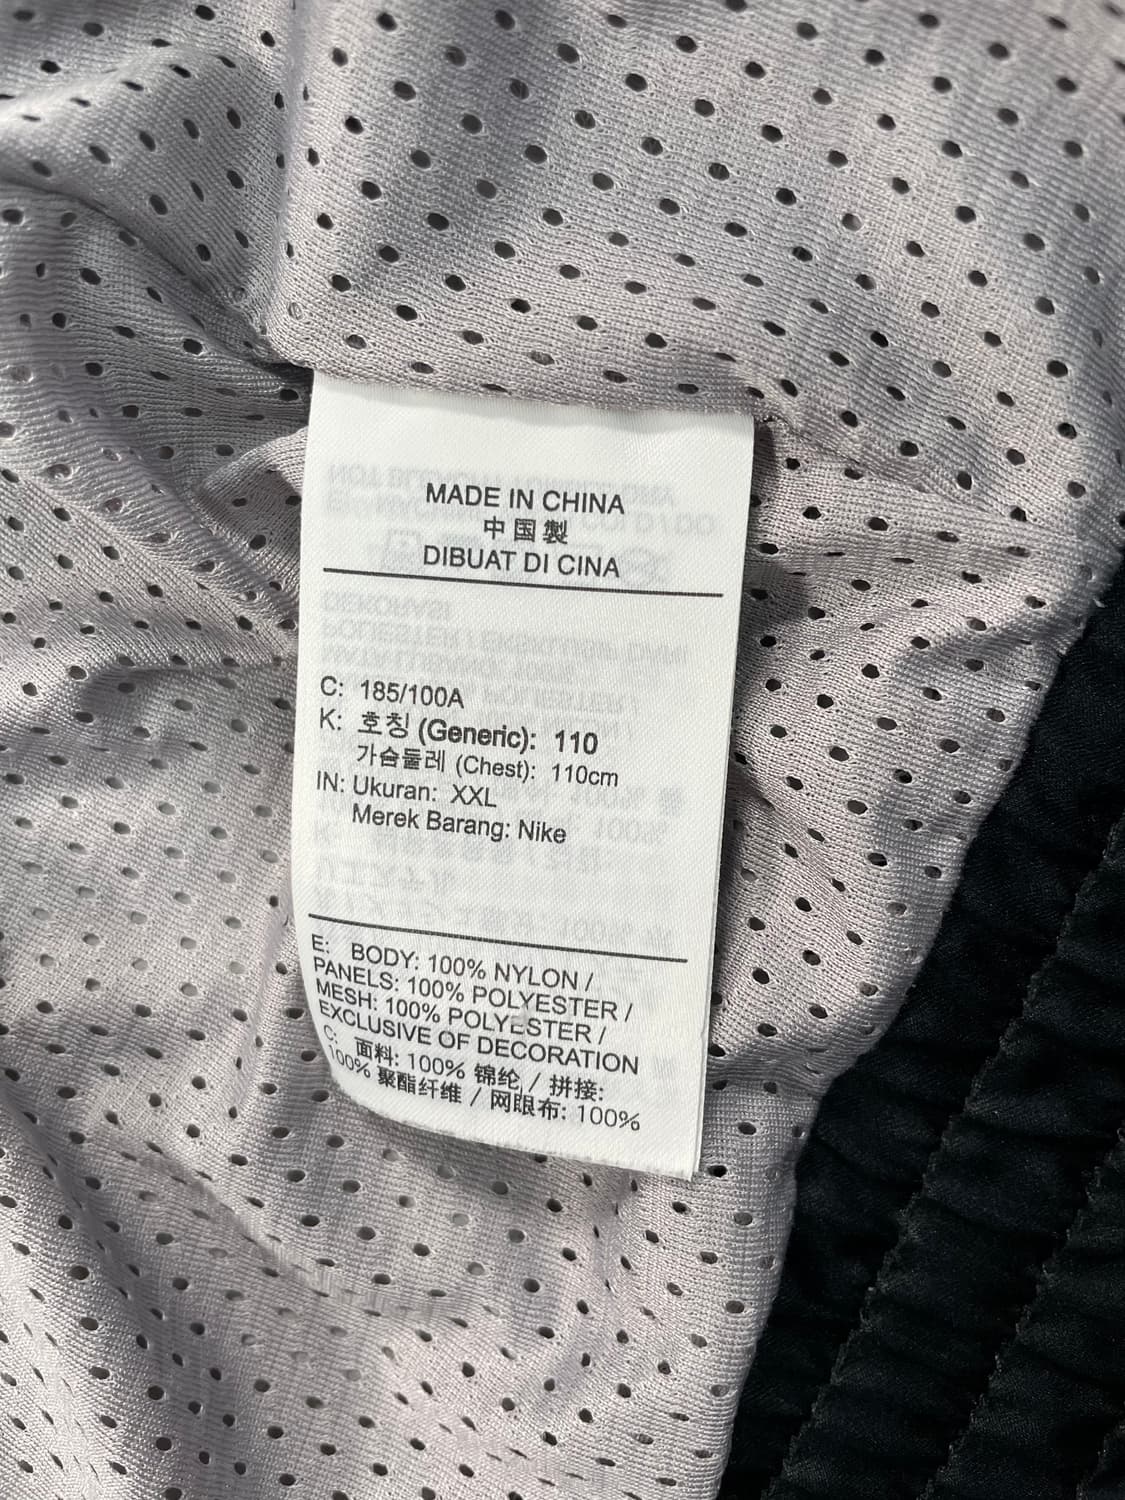 MADE IN CHINA
中国製
DIBUAT DI CINA
C: 185/100A
K: 호칭 (Generic): 110
가슴둘레 (Chest): 110cm
IN: Ukuran: XXL
Merek Barang: Nike
E: BODY: 100% NYLON /
PANELS: 100% POLYESTER /
MESH: 100% POLYESTER /
EXCLUSIVE OF DECORATION
C: 面料: 100% 锦纶 / 拼接:
100% 聚酯纤维 / 网眼布: 100%